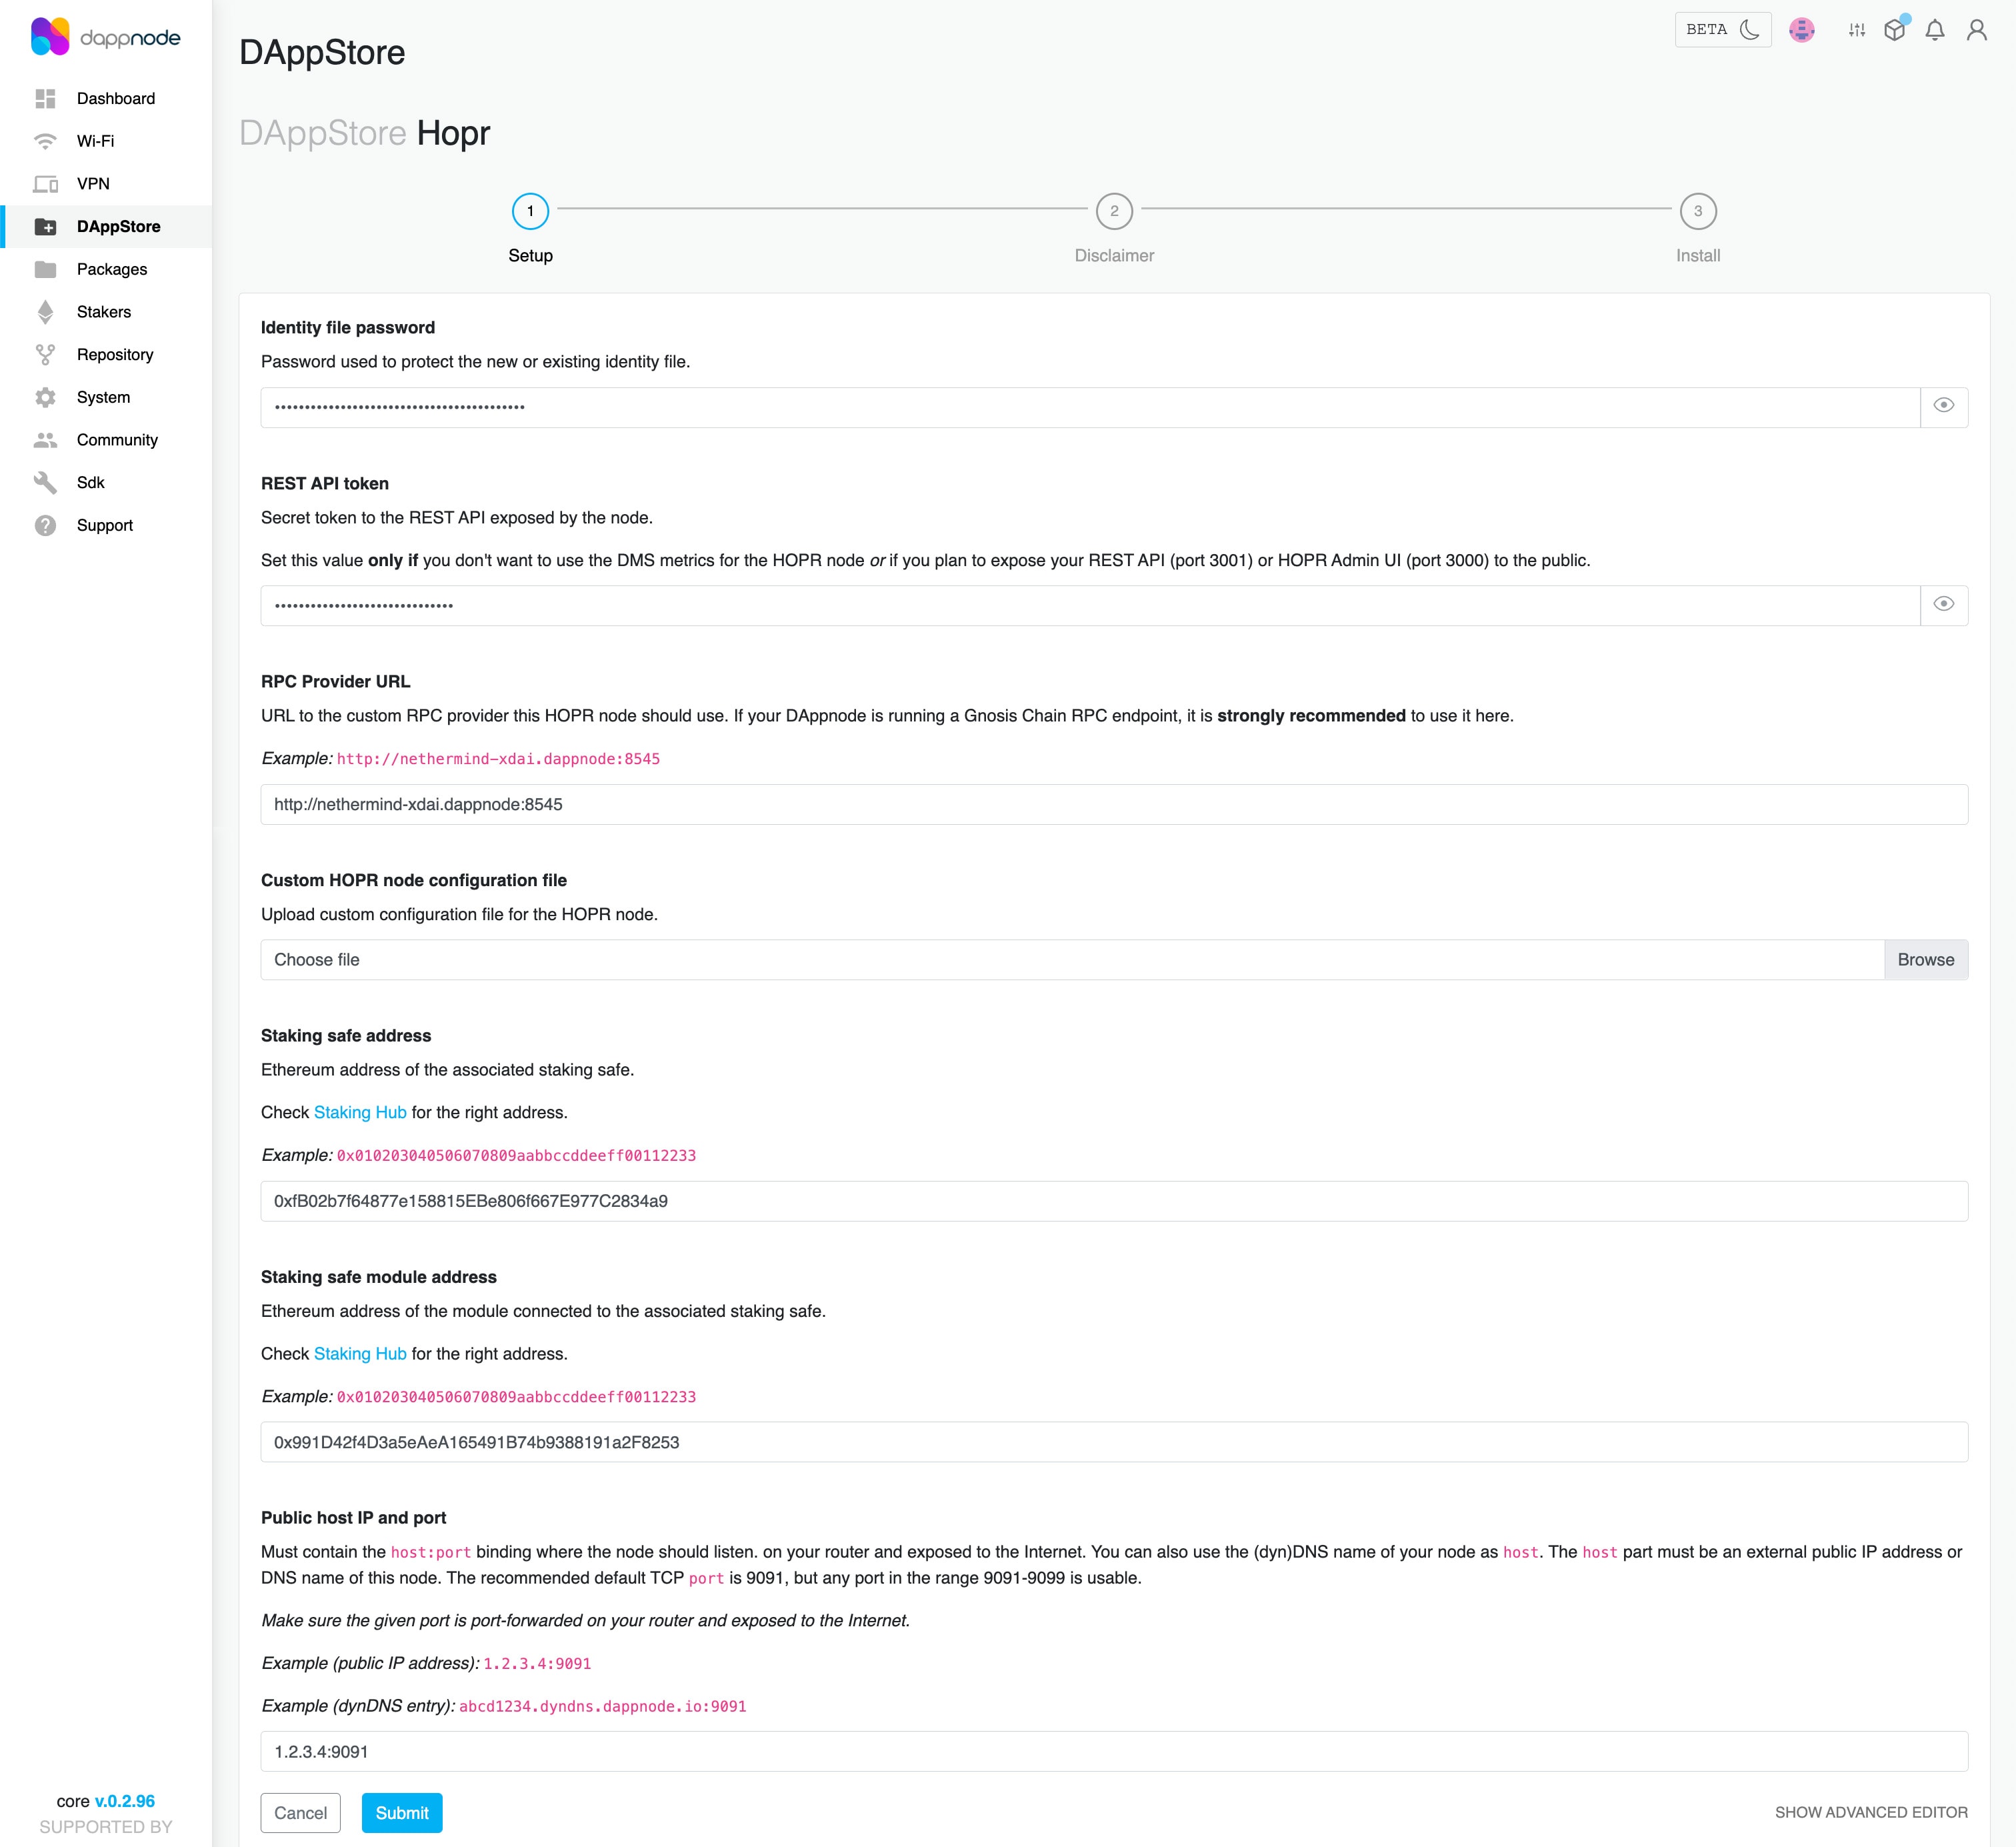 dappnode
BETA
DAppStore
Dashboard
Wi-Fi
VPN
DAppStore
Packages
Stakers
Repository
System
Community
Sdk
Support
core v.0.2.96
SUPPORTED BY
DAppStore Hopr
1
2
3
Setup
Disclaimer
Install
Identity file password
Password used to protect the new or existing identity file.
REST API token
Secret token to the REST API exposed by the node.
Set this value only if you don't want to use the DMS metrics for the HOPR node or if you plan to expose your REST API (port 3001) or HOPR Admin UI (port 3000) to the public.
RPC Provider URL
URL to the custom RPC provider this HOPR node should use. If your DAppnode is running a Gnosis Chain RPC endpoint, it is strongly recommended to use it here.
Example: http://nethermind-xdai.dappnode:8545
http://nethermind-xdai.dappnode:8545
Custom HOPR node configuration file
Upload custom configuration file for the HOPR node.
Choose file
Browse
Staking safe address
Ethereum address of the associated staking safe.
Check Staking Hub for the right address.
Example: 0x010203040506070809aabbccddeeff00112233
0xfB02b7f64877e158815EBe806f667E977C2834a9
Staking safe module address
Ethereum address of the module connected to the associated staking safe.
Check Staking Hub for the right address.
Example: 0x010203040506070809aabbccddeeff00112233
0x991D42f4D3a5eAeA165491B74b9388191a2F8253
Public host IP and port
Must contain the host:port binding where the node should listen. on your router and exposed to the Internet. You can also use the (dyn)DNS name of your node as host. The host part must be an external public IP address or
DNS name of this node. The recommended default TCP port is 9091, but any port in the range 9091-9099 is usable.
Make sure the given port is port-forwarded on your router and exposed to the Internet.
Example (public IP address): 1.2.3.4:9091
Example (dynDNS entry): abcd1234.dyndns.dappnode.io:9091
1.2.3.4:9091
Cancel
Submit
SHOW ADVANCED EDITOR